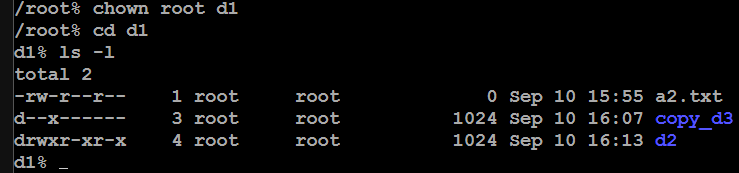 /root% chown root d1
/root% cd d1
d1% ls -l
total 2
-rw-r--r--    1 root     root             0 Sep 10 15:55 a2.txt
d--x------    3 root     root          1024 Sep 10 16:07 copy_d3
drwxr-xr-x    4 root     root          1024 Sep 10 16:13 d2
d1% _